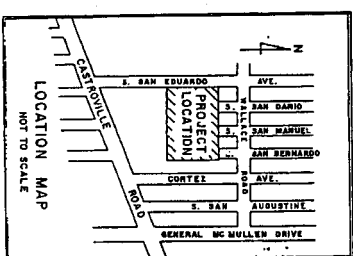 N
CASTROVILLE
ROAD
S. SAN EDUARDO AVE.
WALLACE
ROAD
S. SAN DARIO
S. SAN MANUEL
SAN BERNARDO
CORTEZ AVE.
S. SAN AUGUSTINE
GENERAL MC MULLEN DRIVE
PROJECT
LOCATION
LOCATION MAP
NOT TO SCALE